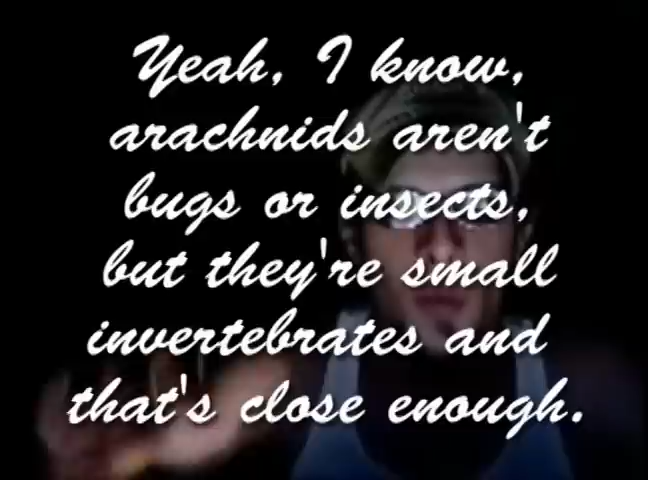 Yeah, I know,
arachnids aren't
bugs or insects,
but they're small
invertebrates and
that's close enough.